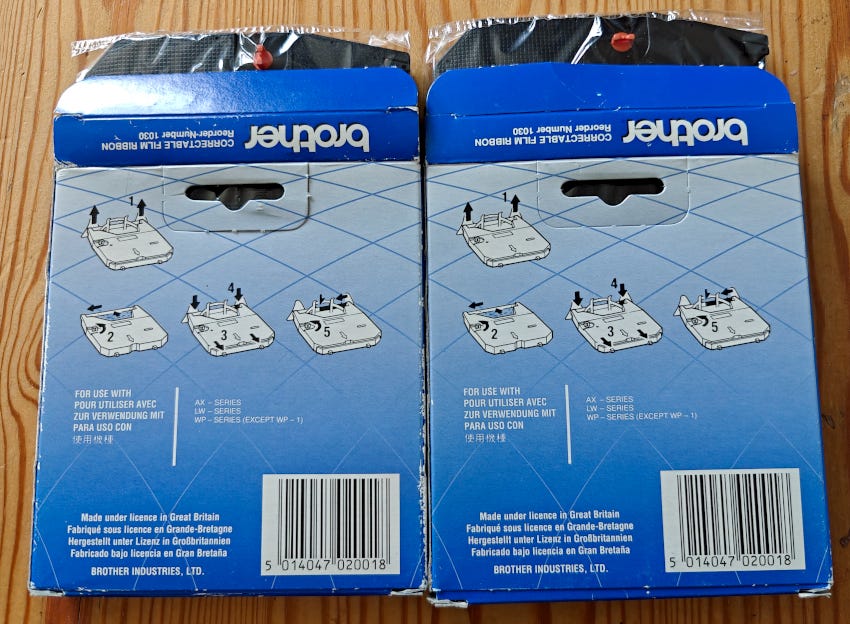 brother
CORRECTABLE FILM RIBBON
Reorder-Number 1030
1
2
4
3
5
FOR USE WITH
POUR UTILISER AVEC
ZUR VERWENDUNG MIT
PARA USO CON
使用機種
AX – SERIES
LW – SERIES
WP – SERIES (EXCEPT WP – 1)
Made under licence in Great Britain
Fabriqué sous licence en Grande-Bretagne
Hergestellt unter Lizenz in Großbritannien
Fabricado bajo licencia en Gran Bretaña
BROTHER INDUSTRIES, LTD.
5 014047 020018
brother
CORRECTABLE FILM RIBBON
Reorder Number 1030
1
2
4
3
5
FOR USE WITH
POUR UTILISER AVEC
ZUR VERWENDUNG MIT
PARA USO CON
使用機種
AX – SERIES
LW – SERIES
WP – SERIES (EXCEPT WP – 1)
Made under licence in Great Britain
Fabriqué sous licence en Grande-Bretagne
Hergestellt unter Lizenz in Großbritannien
Fabricado bajo licencia en Gran Bretaña
BROTHER INDUSTRIES, LTD.
5 014047 020018